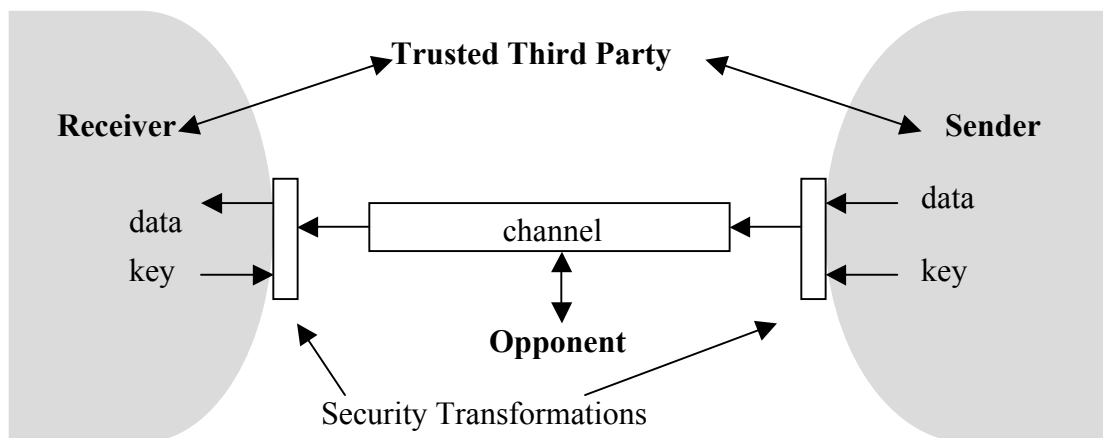 Trusted Third Party
Receiver
Sender
data
key
channel
data
key
Opponent
Security Transformations